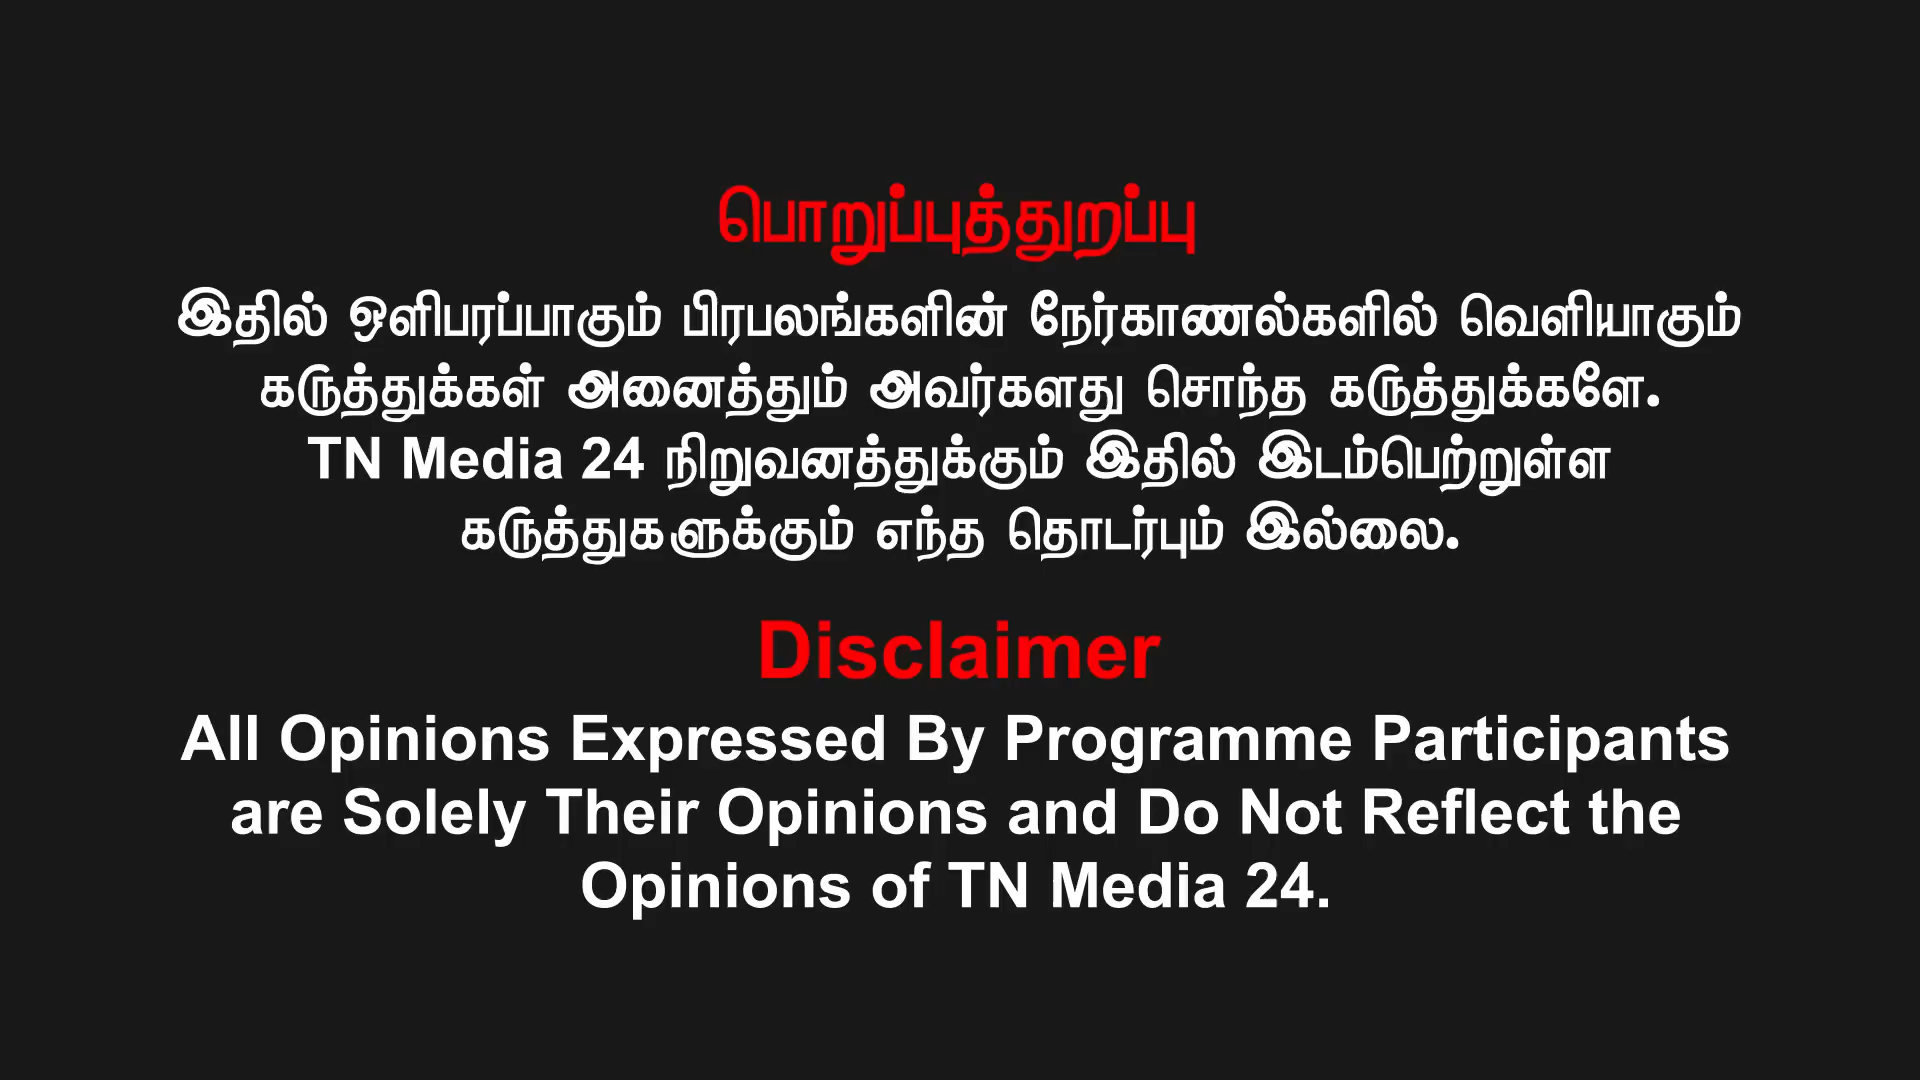 பொறுப்புத்துறப்பு
இதில் ஒளிபரப்பாகும் பிரபலங்களின் நேர்காணல்களில் வெளியாகும்
கருத்துக்கள் அனைத்தும் அவர்களது சொந்த கருத்துக்களே.
TN Media 24 நிறுவனத்துக்கும் இதில் இடம்பெற்றுள்ள
கருத்துகளுக்கும் எந்த தொடர்பும் இல்லை.
Disclaimer
All Opinions Expressed By Programme Participants
are Solely Their Opinions and Do Not Reflect the
Opinions of TN Media 24.